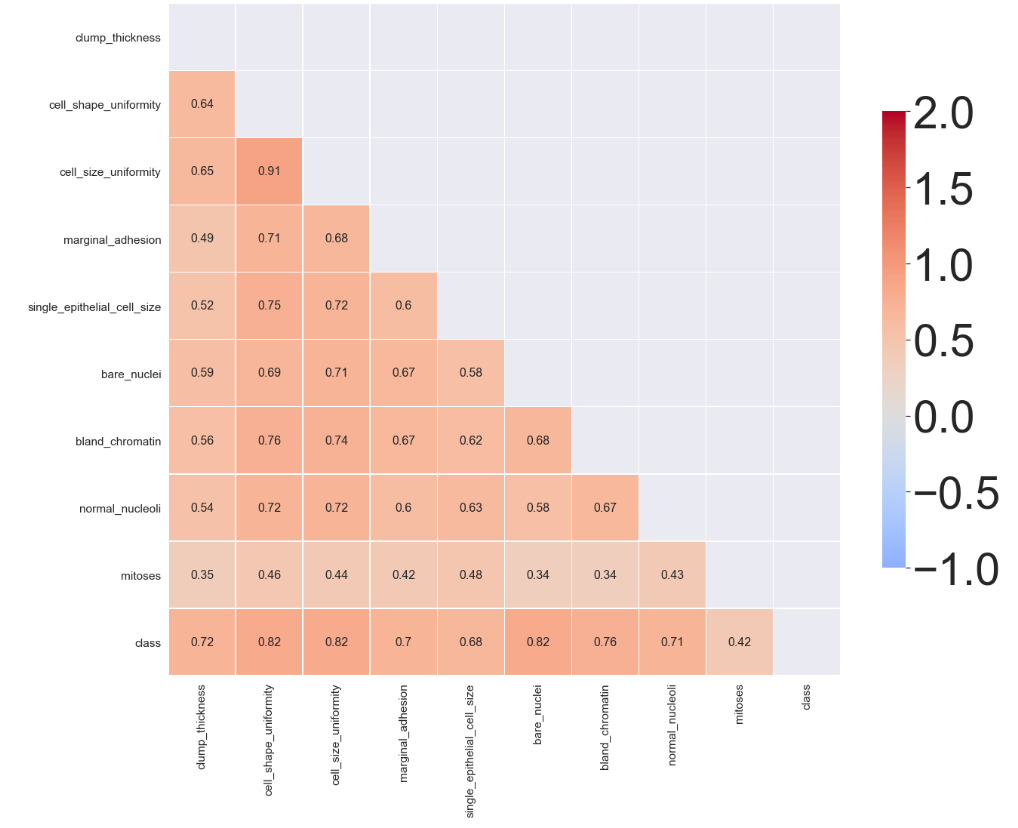 clump_thickness
cell_shape_uniformity 0.64
cell_size_uniformity 0.65 0.91
marginal_adhesion 0.49 0.71 0.68
single_epithelial_cell_size 0.52 0.75 0.72 0.6
bare_nuclei 0.59 0.69 0.71 0.67 0.58
bland_chromatin 0.56 0.76 0.74 0.67 0.62 0.68
normal_nucleoli 0.54 0.72 0.72 0.6 0.63 0.58 0.67
mitoses 0.35 0.46 0.44 0.42 0.48 0.34 0.34 0.43
class 0.72 0.82 0.82 0.7 0.68 0.82 0.76 0.71 0.42
clump_thickness
cell_shape_uniformity
cell_size_uniformity
marginal_adhesion
single_epithelial_cell_size
bare_nuclei
bland_chromatin
normal_nucleoli
mitoses
class
2.0
1.5
1.0
0.5
0.0
−0.5
−1.0